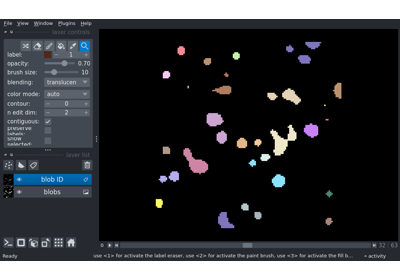 File View Window Plugins Help
layer controls
label: 1
opacity: 0.70
brush size: 10
blending: translucen
color mode: auto
contour: 0
n edit dim: 2
contiguous:
preserve
show
selected:
layer list
blob ID
blobs
32 63
Ready
use <1> for activate the label eraser, use <2> for activate the paint brush, use <3> for activate the fill b...
activity